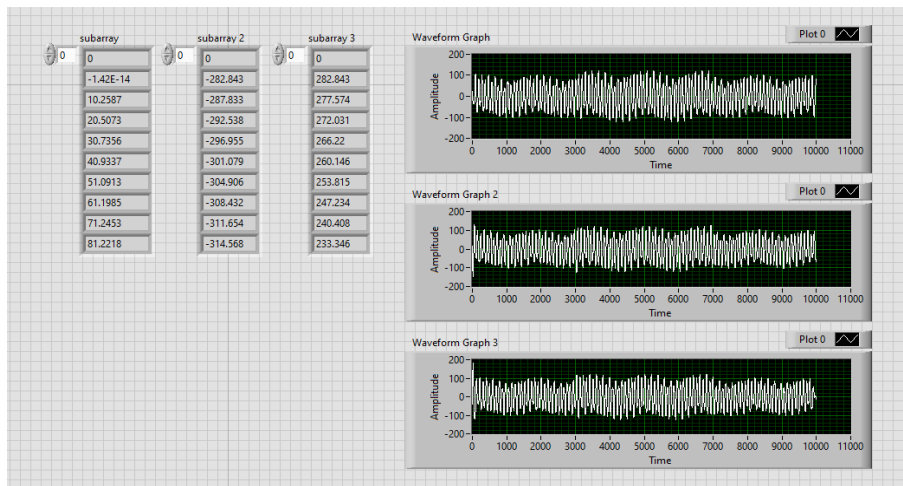 subarray
0
0
-1.42E-14
10.2587
20.5073
30.7356
40.9337
51.0913
61.1985
71.2453
81.2218
subarray 2
0
0
-282.843
-287.833
-292.538
-296.955
-301.079
-304.906
-308.432
-311.654
-314.568
subarray 3
0
0
282.843
277.574
272.031
266.22
260.146
253.815
247.234
240.408
233.346
Waveform Graph
Plot 0
Amplitude
200
100
0
-100
-200
0 1000 2000 3000 4000 5000 6000 7000 8000 9000 10000 11000
Time
Waveform Graph 2
Plot 0
Amplitude
200
100
0
-100
-200
0 1000 2000 3000 4000 5000 6000 7000 8000 9000 10000 11000
Time
Waveform Graph 3
Plot 0
Amplitude
200
100
0
-100
-200
0 1000 2000 3000 4000 5000 6000 7000 8000 9000 10000 11000
Time